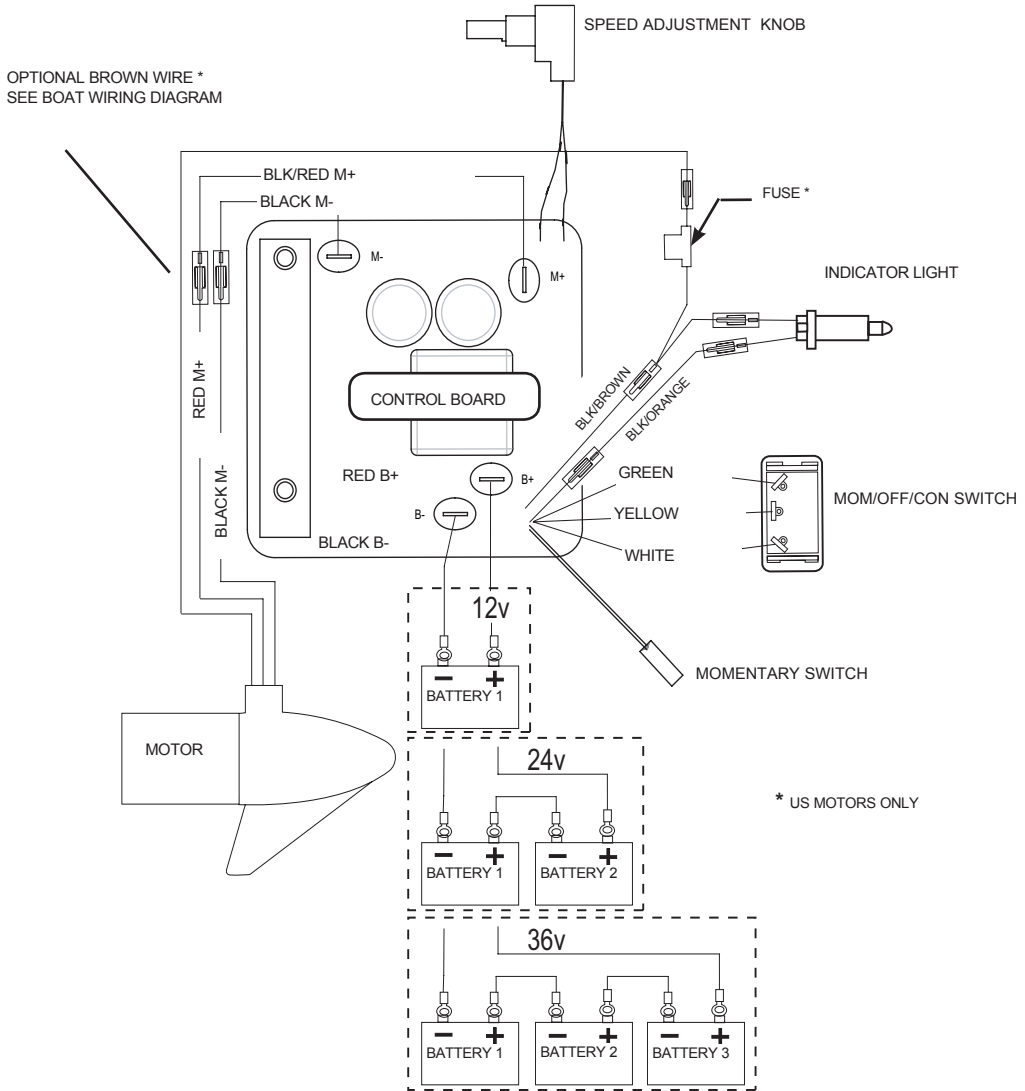 SPEED ADJUSTMENT KNOB
OPTIONAL BROWN WIRE *
SEE BOAT WIRING DIAGRAM
BLK/RED M+
BLACK M-
FUSE *
M-
M+
INDICATOR LIGHT
RED M+
BLACK M-
CONTROL BOARD
BLK/BROWN
BLK/ORANGE
RED B+
B+
GREEN
MOM/OFF/CON SWITCH
B-
YELLOW
BLACK B-
WHITE
12v
MOMENTARY SWITCH
− +
BATTERY 1
MOTOR
24v
* US MOTORS ONLY
− + − +
BATTERY 1 BATTERY 2
36v
− + − + − +
BATTERY 1 BATTERY 2 BATTERY 3